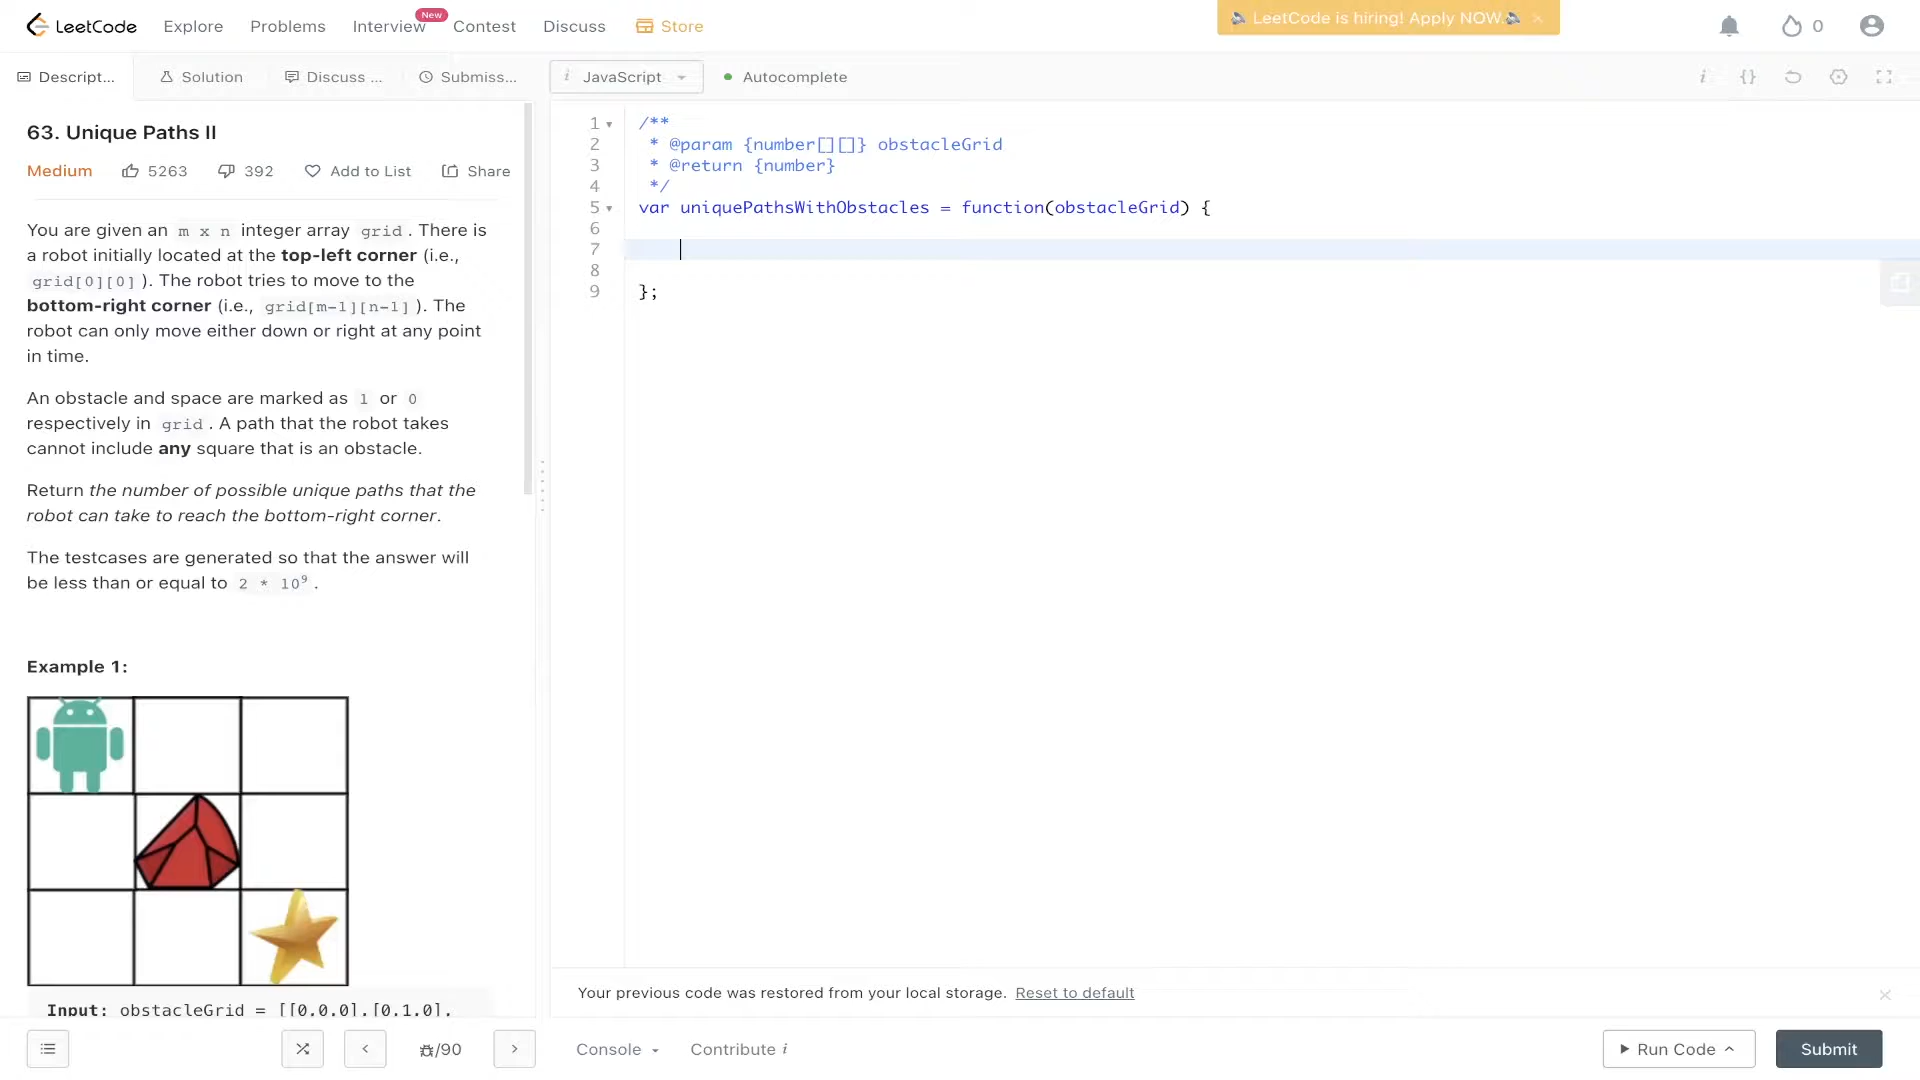 LeetCode
Explore
Problems
Interview
New
Contest
Discuss
Store
LeetCode is hiring! Apply NOW.
0
Descript...
Solution
Discuss ...
Submiss...
i JavaScript
Autocomplete
i {}
63. Unique Paths II
Medium 5263 392 Add to List Share
You are given an m x n integer array grid. There is
a robot initially located at the top-left corner (i.e.,
grid[0][0]). The robot tries to move to the
bottom-right corner (i.e., grid[m-1][n-1]). The
robot can only move either down or right at any point
in time.
An obstacle and space are marked as 1 or 0
respectively in grid. A path that the robot takes
cannot include any square that is an obstacle.
Return the number of possible unique paths that the
robot can take to reach the bottom-right corner.
The testcases are generated so that the answer will
be less than or equal to 2 * 10⁹.
Example 1:
Input: obstacleGrid = [[0,0,0],[0,1,0],
1 /**
2 * @param {number[][]} obstacleGrid
3 * @return {number}
4 */
5 var uniquePathsWithObstacles = function(obstacleGrid) {
6
7
8
9 };
Your previous code was restored from your local storage. Reset to default
/90
Console
Contribute i
Run Code
Submit